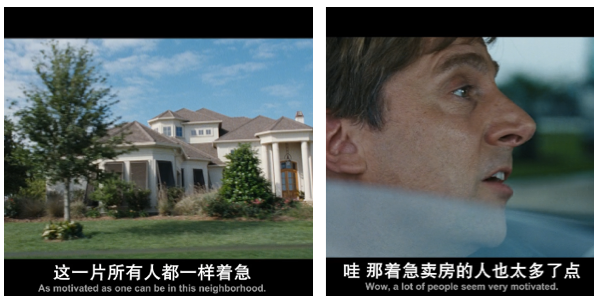 这一片所有人都一样着急
As motivated as one can be in this neighborhood.
哇 那着急卖房的人也太多了点
Wow, a lot of people seem very motivated.